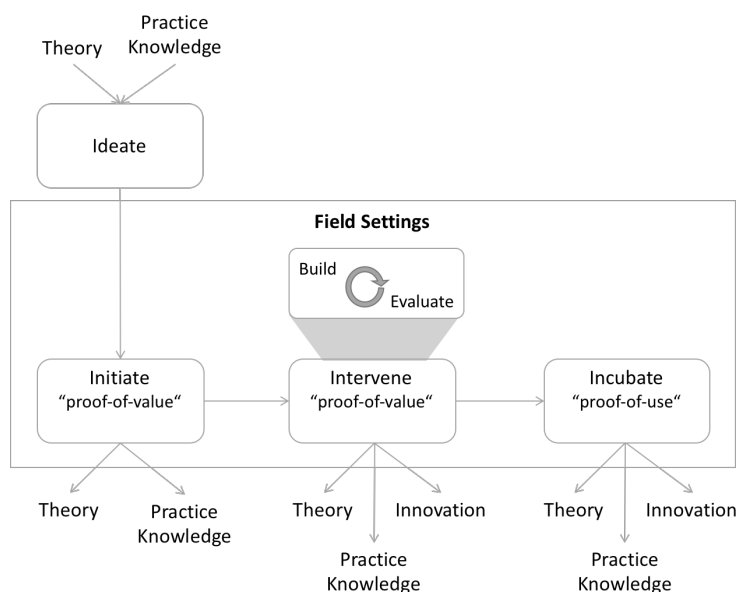 Theory
Practice
Knowledge
Ideate
Field Settings
Build
Evaluate
Initiate
“proof-of-value“
Intervene
“proof-of-value“
Incubate
“proof-of-use“
Theory
Practice
Knowledge
Theory
Innovation
Practice
Knowledge
Theory
Innovation
Practice
Knowledge